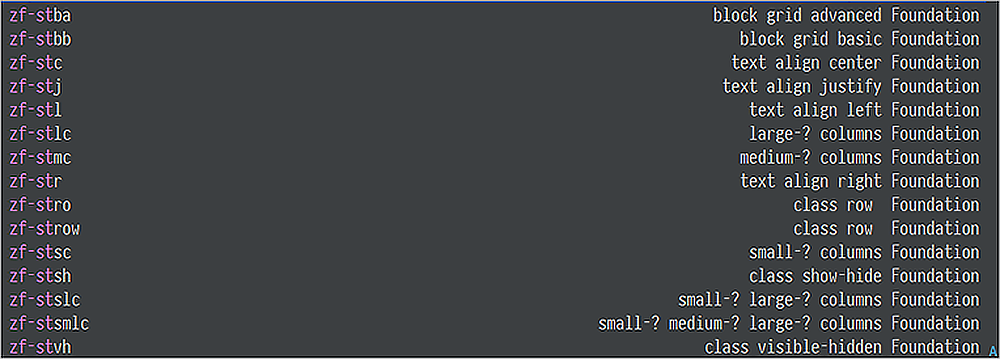 zf-stba block grid advanced Foundation
zf-stbb block grid basic Foundation
zf-stc text align center Foundation
zf-stj text align justify Foundation
zf-stl text align left Foundation
zf-stlc large-? columns Foundation
zf-stmc medium-? columns Foundation
zf-str text align right Foundation
zf-stro class row Foundation
zf-strow class row Foundation
zf-stsc small-? columns Foundation
zf-stsh class show-hide Foundation
zf-stslc small-? large-? columns Foundation
zf-stsmlc small-? medium-? large-? columns Foundation
zf-stvh class visible-hidden Foundation
A